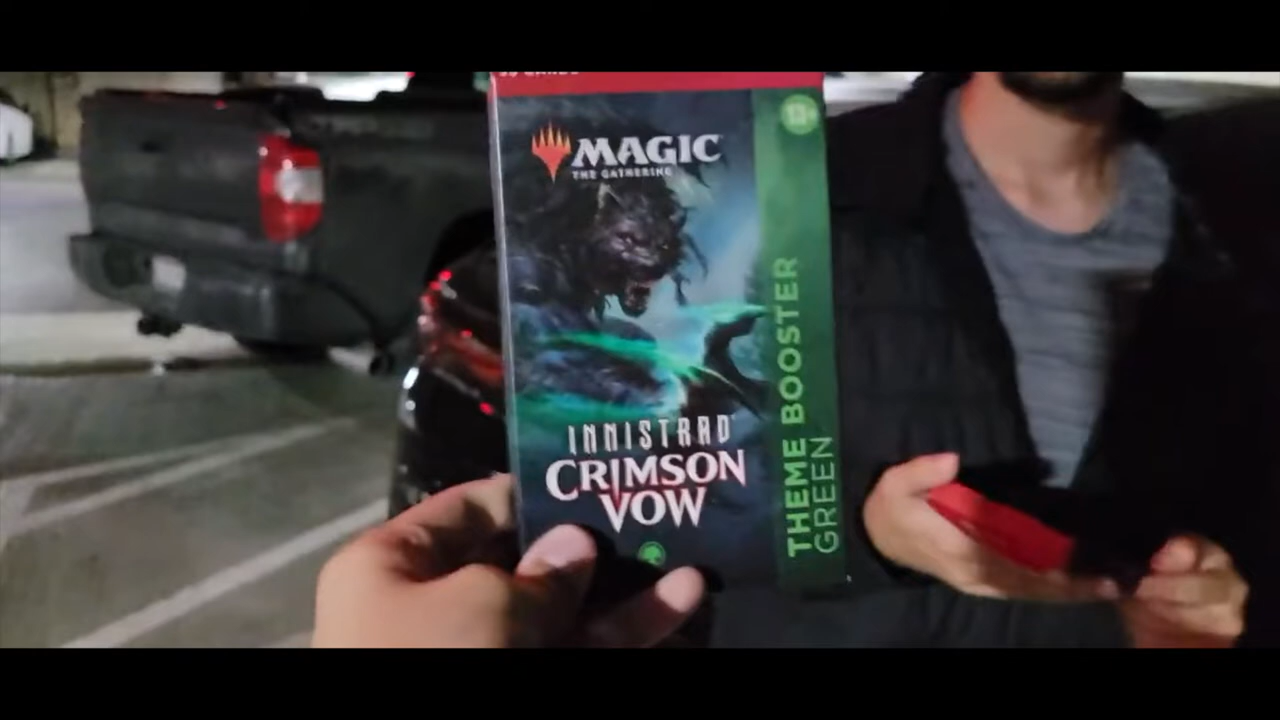 MAGIC
THE GATHERING
INNISTRAD
CRIMSON
VOW
THEME BOOSTER
GREEN